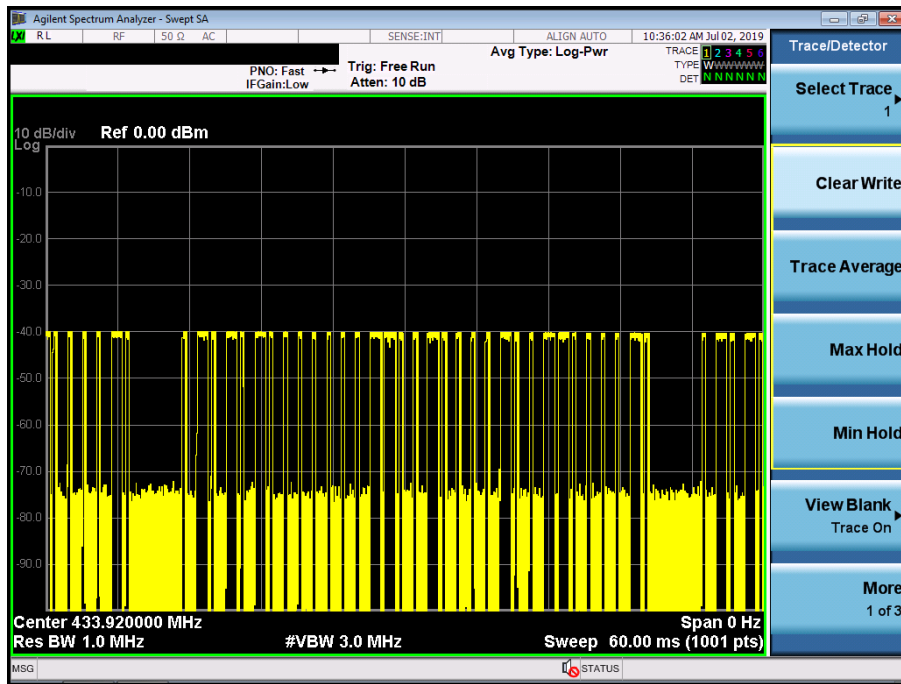 Agilent Spectrum Analyzer - Swept SA
LXI RL RF 50 Ω AC SENSE:INT ALIGN AUTO 10:36:02 AM Jul 02, 2019
Avg Type: Log-Pwr
TRACE 1 2 3 4 5 6
TYPE WWWWWW
DET N N N N N N
PNO: Fast
IFGain:Low
Trig: Free Run
Atten: 10 dB
10 dB/div Ref 0.00 dBm
Log
-10.0
-20.0
-30.0
-40.0
-50.0
-60.0
-70.0
-80.0
-90.0
Center 433.920000 MHz Span 0 Hz
Res BW 1.0 MHz #VBW 3.0 MHz Sweep 60.00 ms (1001 pts)
MSG STATUS
Trace/Detector
Select Trace
1
Clear Write
Trace Average
Max Hold
Min Hold
View Blank
Trace On
More
1 of 3